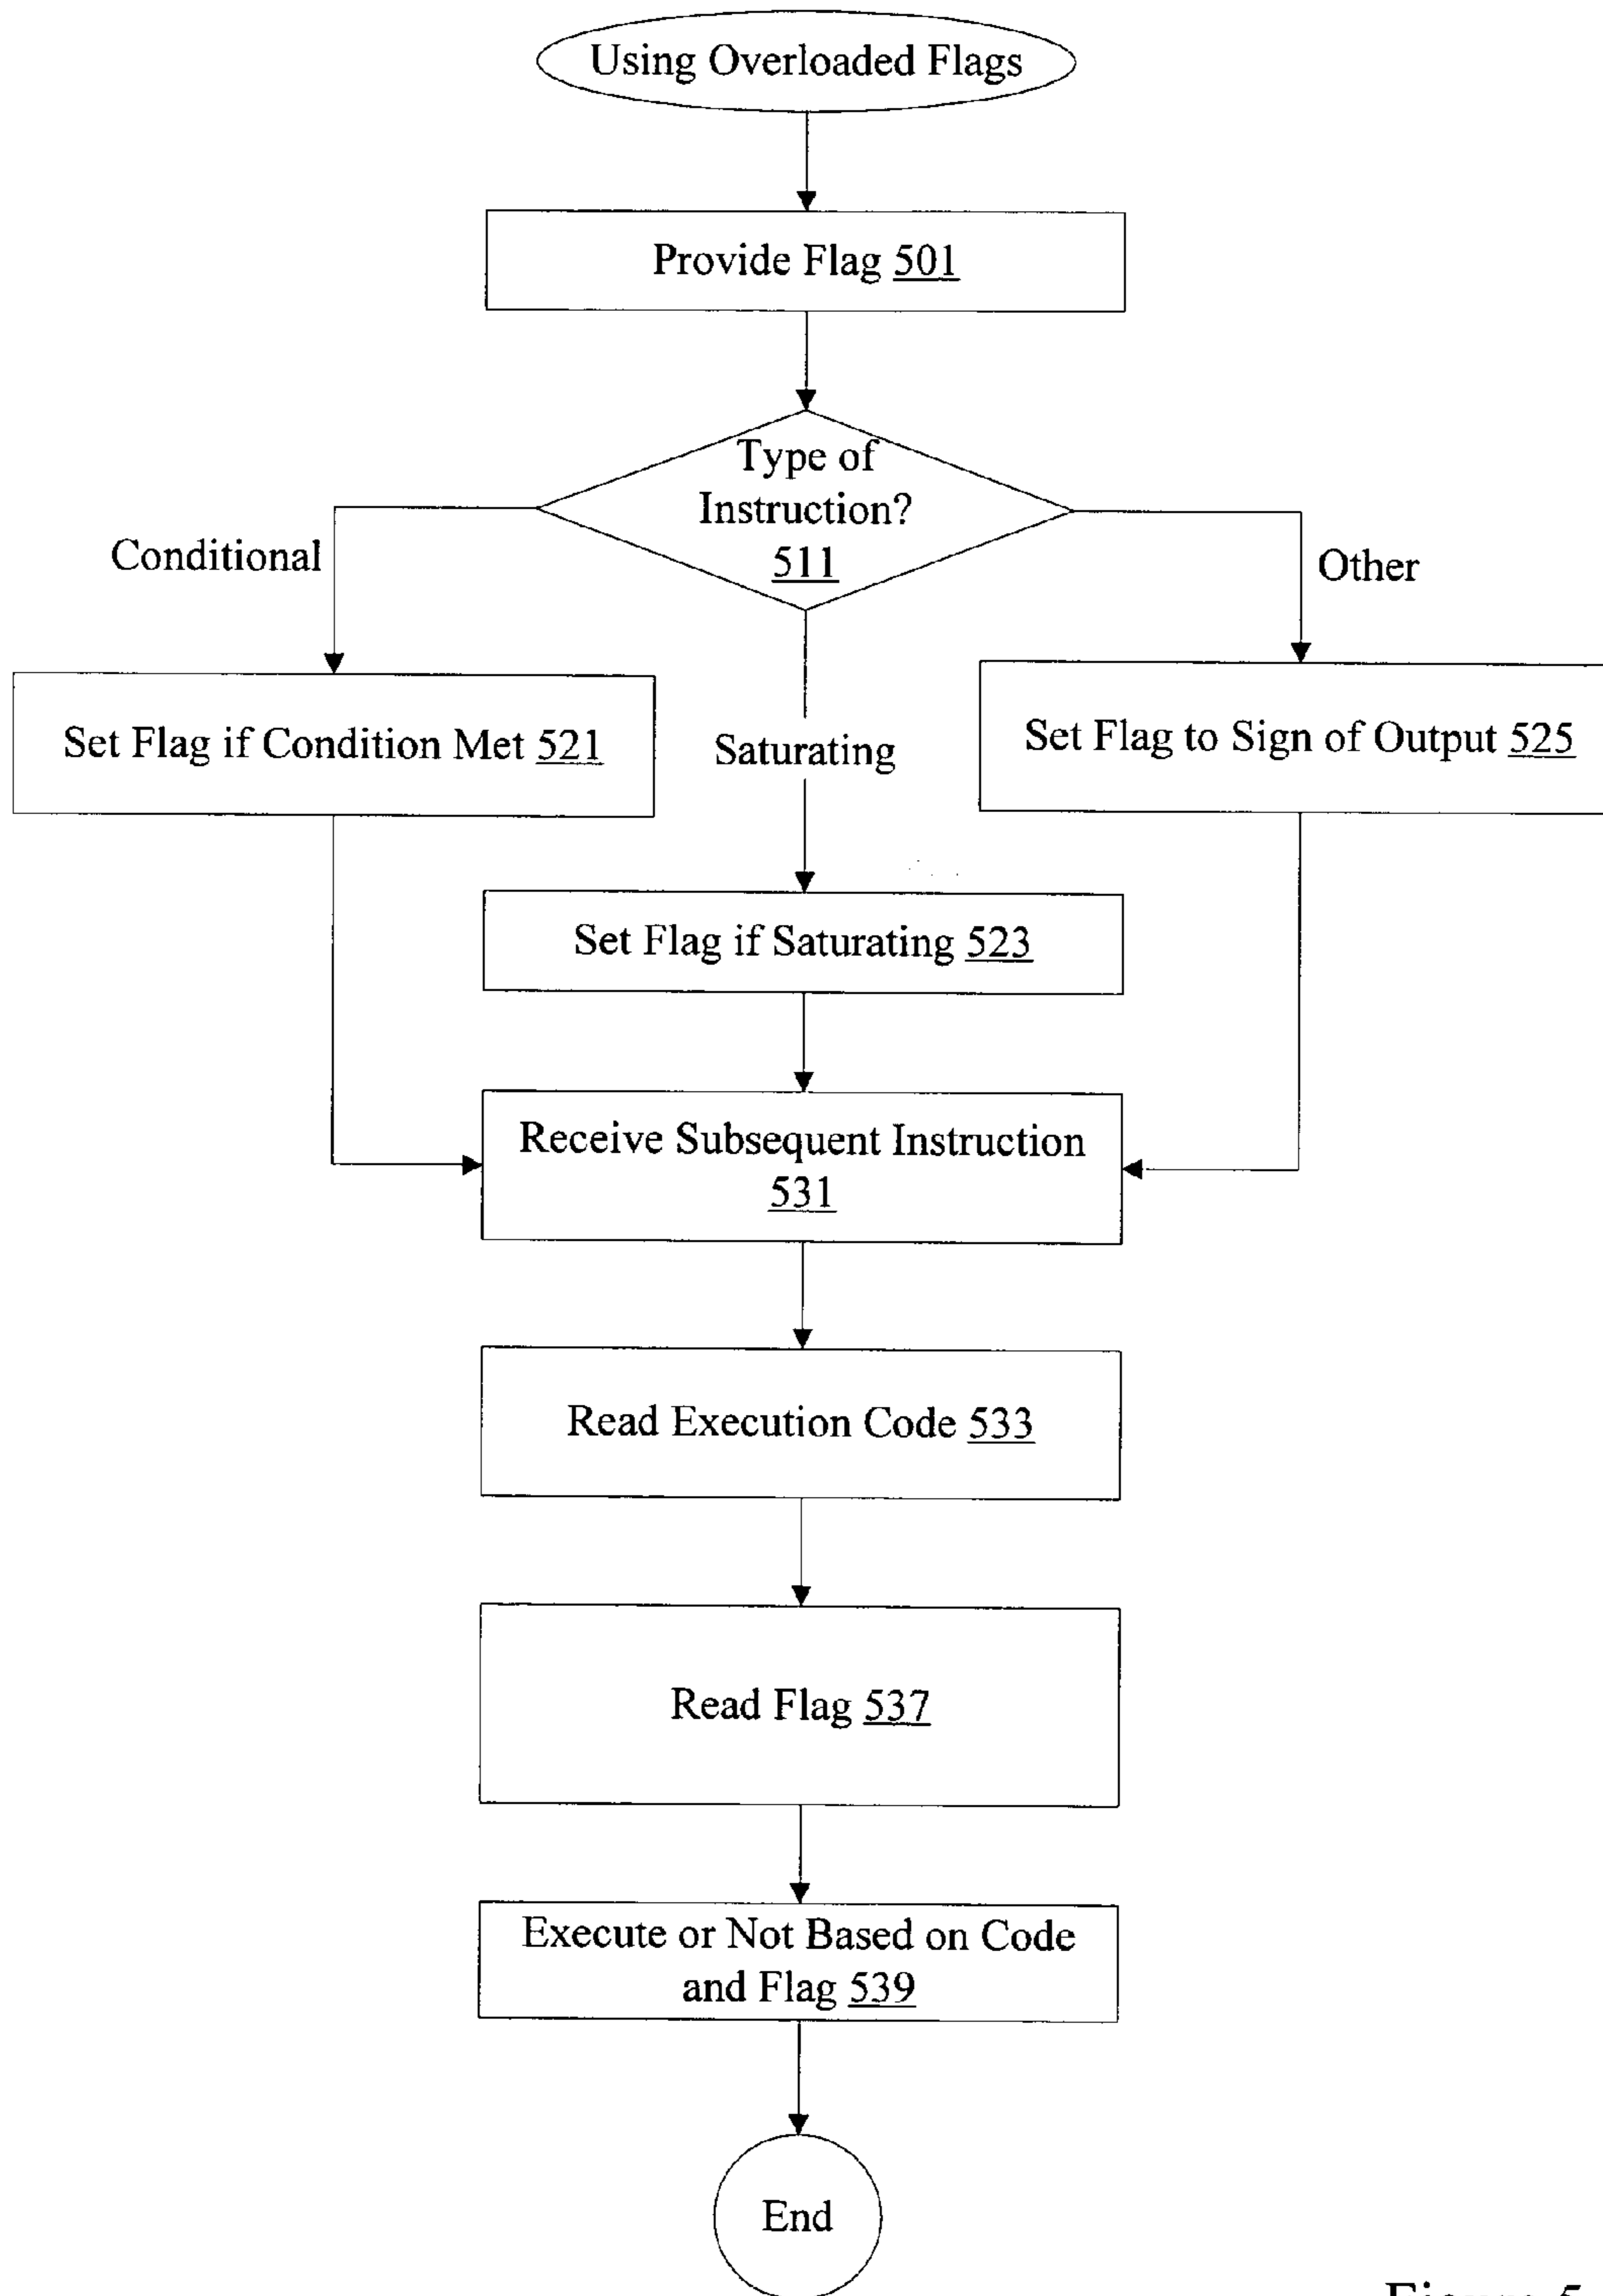 Using Overloaded Flags
Provide Flag 501
Type of
Instruction?
511
Conditional
Other
Set Flag if Condition Met 521
Saturating
Set Flag to Sign of Output 525
Set Flag if Saturating 523
Receive Subsequent Instruction
531
Read Execution Code 533
Read Flag 537
Execute or Not Based on Code
and Flag 539
End
Figure 5